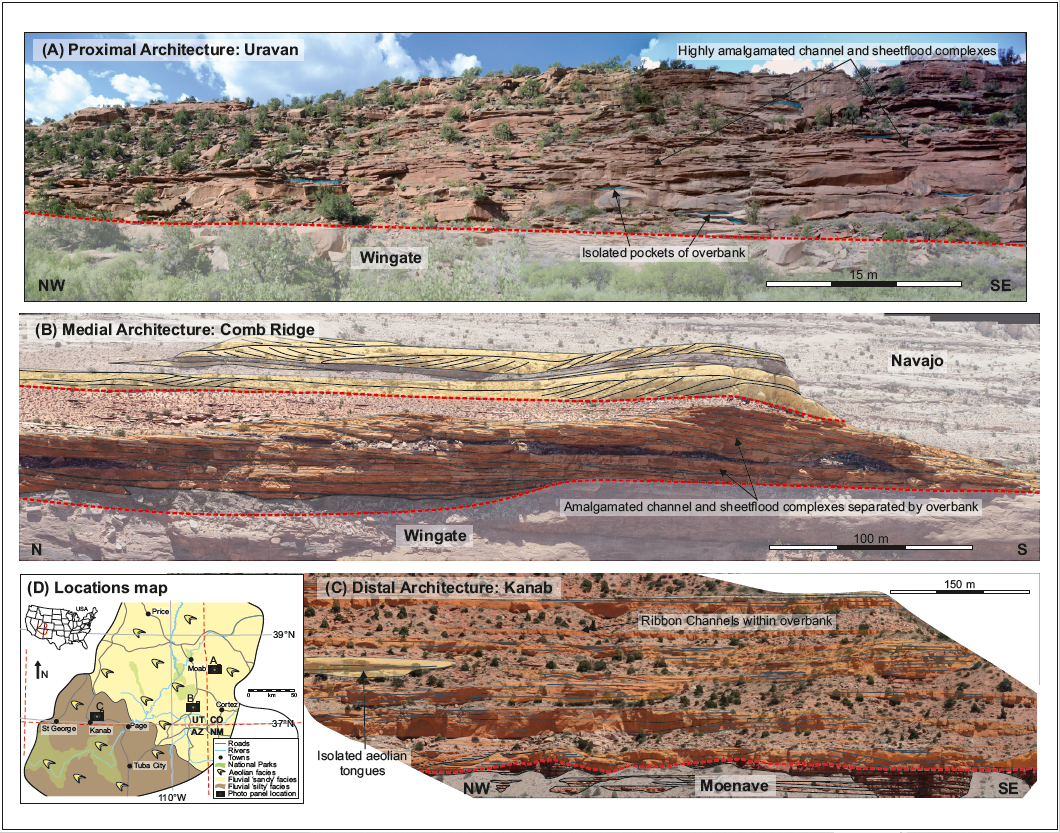 (A) Proximal Architecture: Uravan
Highly amalgamated channel and sheetflood complexes
Isolated pockets of overbank
Wingate
15 m
NW
SE
(B) Medial Architecture: Comb Ridge
Navajo
Amalgamated channel and sheetflood complexes separated by overbank
Wingate
100 m
N
S
(D) Locations map
USA
Price
39°N
N
Moab
A
0 km 50
B
Cortez
C
UT CO
37°N
St George
Kanab
Page
AZ NM
Tuba City
Roads
Rivers
Towns
National Parks
Aeolian facies
Fluvial 'sandy' facies
Fluvial 'silty' facies
Photo panel location
110°W
(C) Distal Architecture: Kanab
150 m
Ribbon Channels within overbank
Isolated aeolian
tongues
Moenave
NW
SE